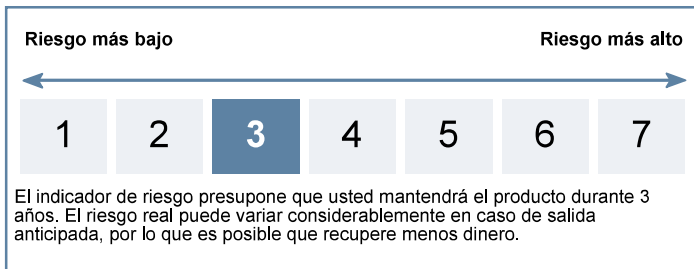 Riesgo más bajo Riesgo más alto
1 2 3 4 5 6 7
El indicador de riesgo presupone que usted mantendrá el producto durante 3
años. El riesgo real puede variar considerablemente en caso de salida
anticipada, por lo que es posible que recupere menos dinero.